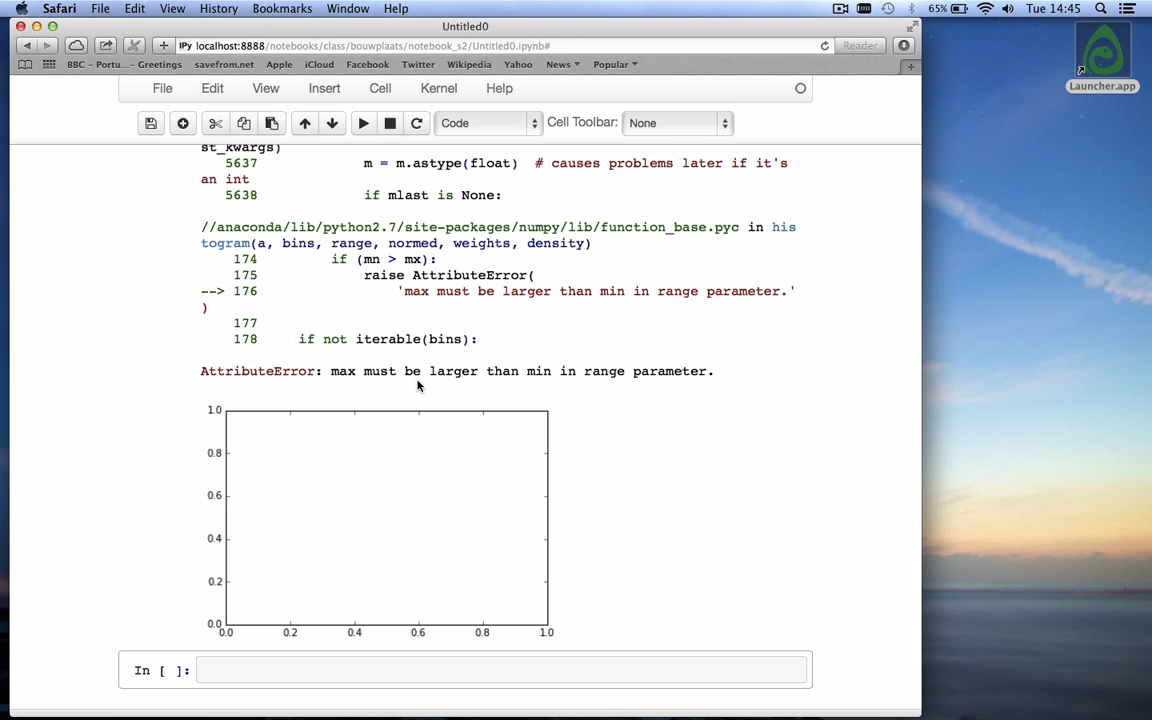 Safari File Edit View History Bookmarks Window Help 65% Tue 14:45
Untitled0
IPy localhost:8888/notebooks/class/bouwplaats/notebook_s2/Untitled0.ipynb# Reader
BBC - Portu... – Greetings savefrom.net Apple iCloud Facebook Twitter Wikipedia Yahoo News Popular
Launcher.app
File Edit View Insert Cell Kernel Help
Code Cell Toolbar: None
st_kwargs)
5637 m = m.astype(float) # causes problems later if it's
an int
5638 if mlast is None:
//anaconda/lib/python2.7/site-packages/numpy/lib/function_base.pyc in his
togram(a, bins, range, normed, weights, density)
174 if (mn > mx):
175 raise AttributeError(
--> 176 'max must be larger than min in range parameter.'
)
177
178 if not iterable(bins):
AttributeError: max must be larger than min in range parameter.
1.0
0.8
0.6
0.4
0.2
0.0
0.0 0.2 0.4 0.6 0.8 1.0
In [ ]: